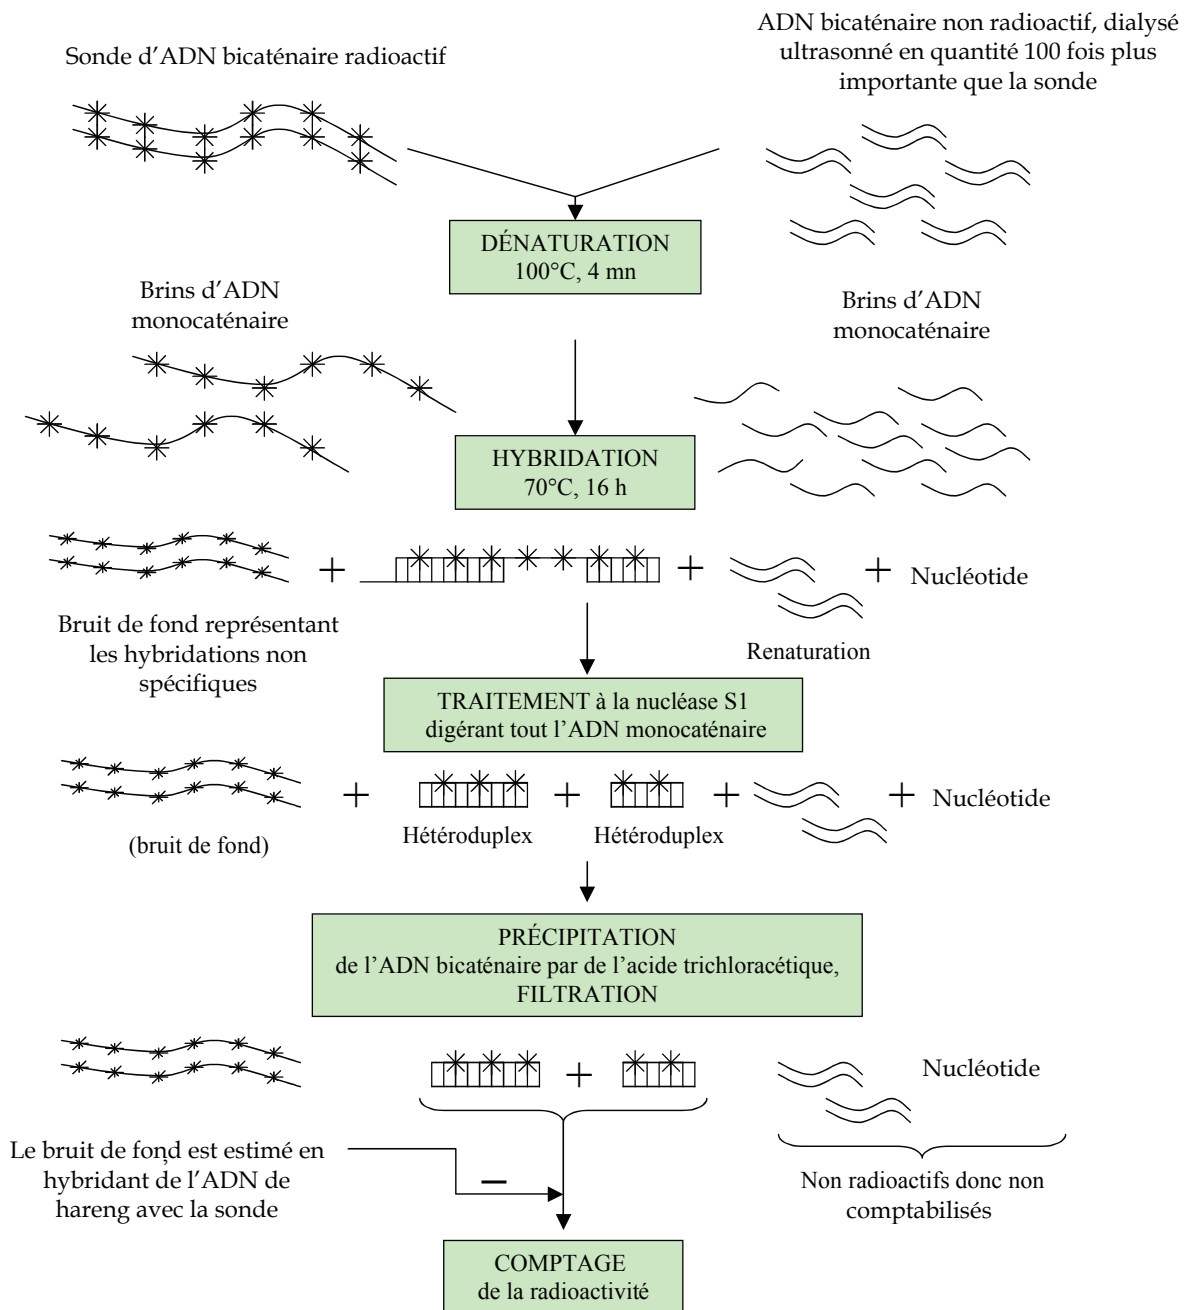 ADN bicaténaire non radioactif, dialysé
ultrasonné en quantité 100 fois plus
importante que la sonde
Sonde d'ADN bicaténaire radioactif
DÉNATURATION
100°C, 4 mn
Brins d'ADN
monocaténaire
Brins d'ADN
monocaténaire
HYBRIDATION
70°C, 16 h
+ + + Nucléotide
Bruit de fond représentant
les hybridations non
spécifiques
Renaturation
TRAITEMENT à la nucléase S1
digérant tout l'ADN monocaténaire
+ + + + Nucléotide
(bruit de fond)
Hétéroduplex
Hétéroduplex
PRÉCIPITATION
de l'ADN bicaténaire par de l'acide trichloracétique,
FILTRATION
+
Nucléotide
Le bruit de fond est estimé en
hybridant de l'ADN de
hareng avec la sonde
–
Non radioactifs donc non
comptabilisés
COMPTAGE
de la radioactivité